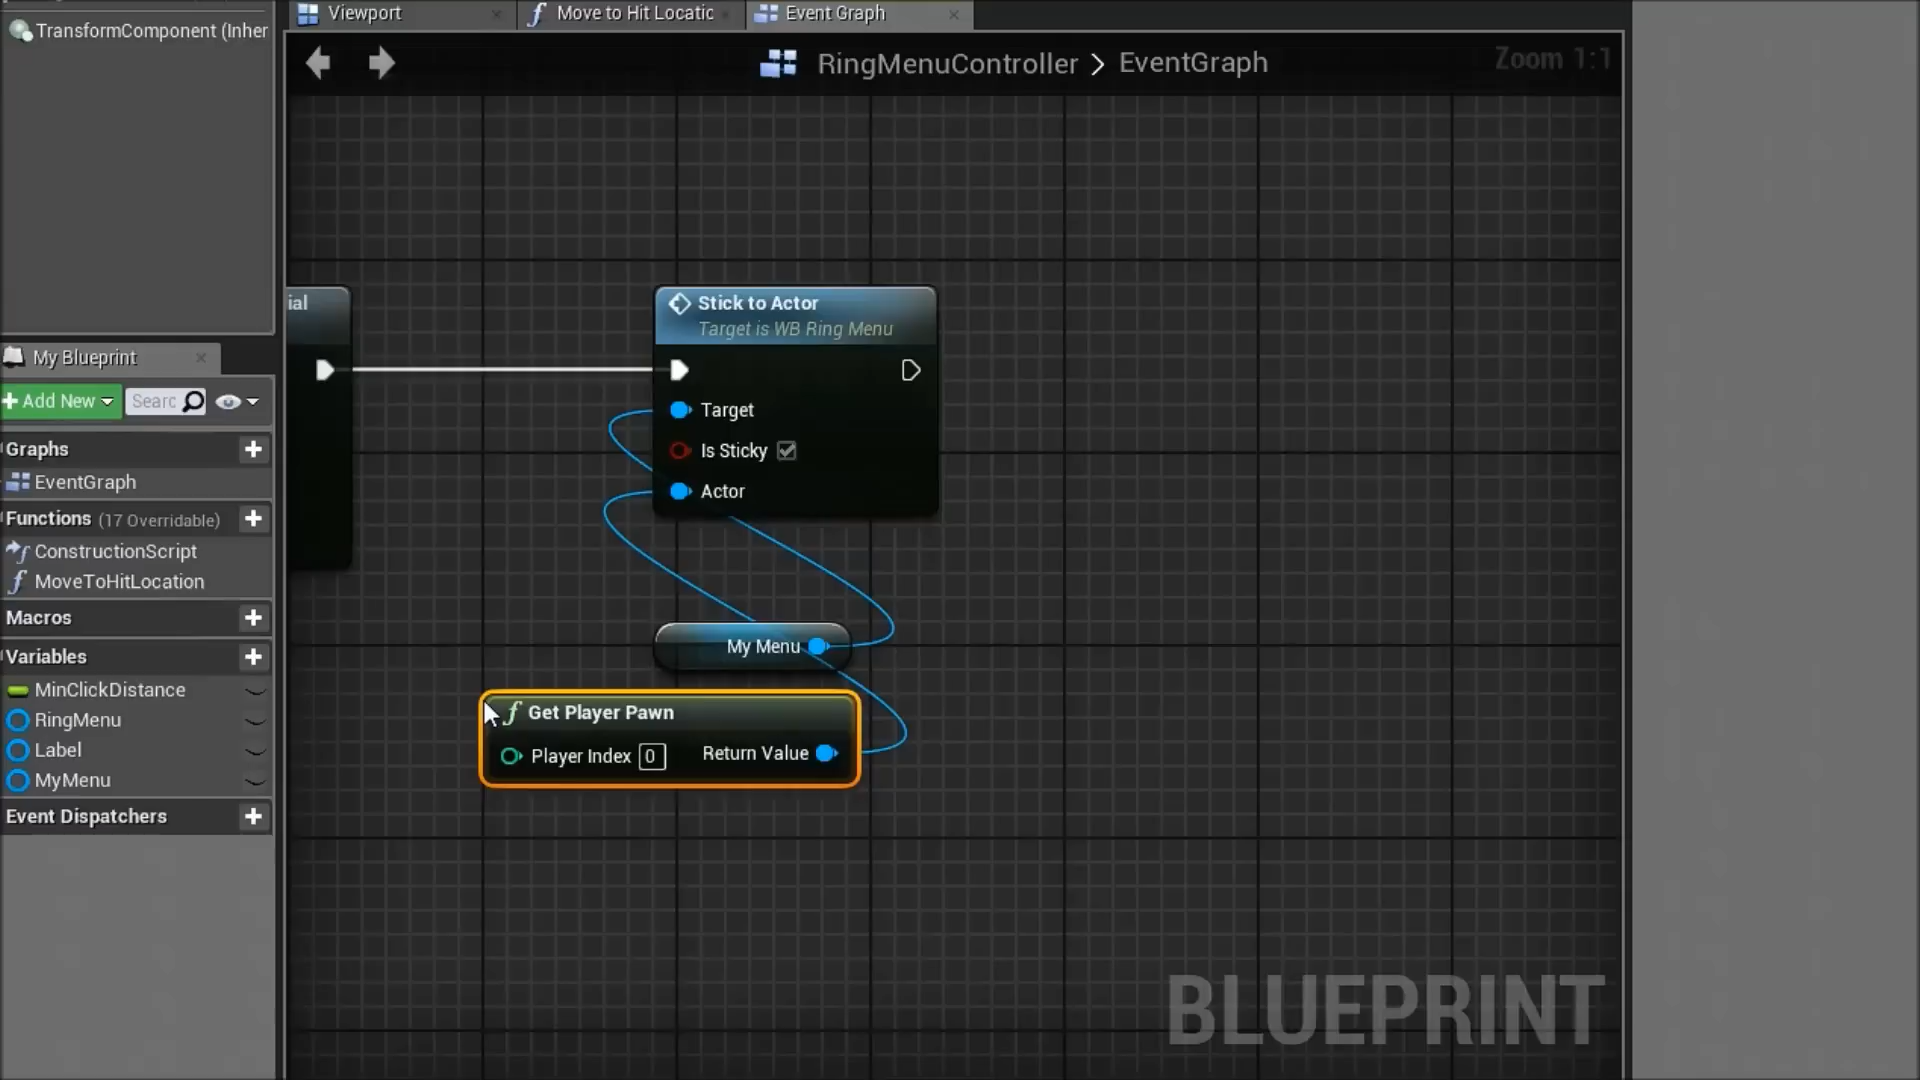 TransformComponent (Inher
Viewport
Move to Hit Locatic
Event Graph
RingMenuController > EventGraph
Zoom 1:1
ial
Stick to Actor
Target is WB Ring Menu
Target
Is Sticky
Actor
My Menu
Get Player Pawn
Player Index 0
Return Value
My Blueprint
+ Add New
Searc
Graphs
EventGraph
Functions (17 Overridable)
ConstructionScript
MoveToHitLocation
Macros
Variables
MinClickDistance
RingMenu
Label
MyMenu
Event Dispatchers
BLUEPRINT